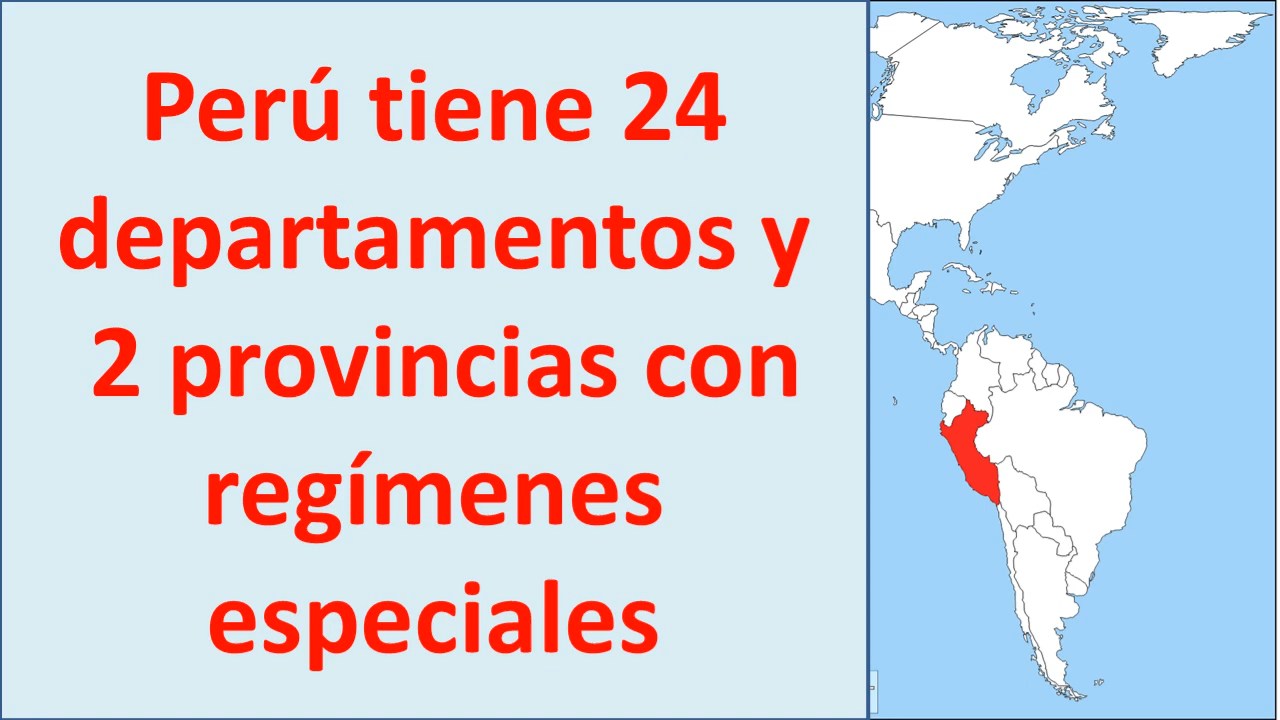 Perú tiene 24
departamentos y
2 provincias con
regímenes
especiales